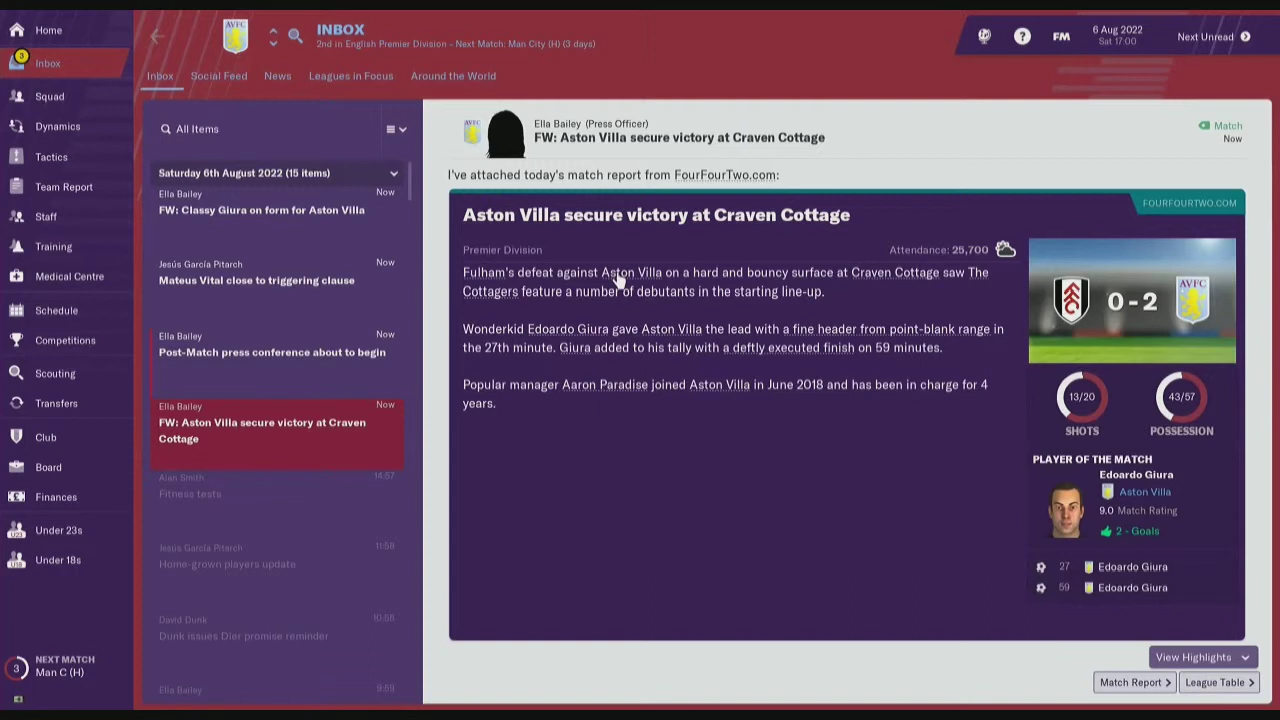 Home
3
Inbox
Squad
Dynamics
Tactics
Team Report
Staff
Training
Medical Centre
Schedule
Competitions
Scouting
Transfers
Club
Board
Finances
U23
Under 23s
U18
Under 18s
3
NEXT MATCH
Man C (H)
AVFC
INBOX
2nd in English Premier Division - Next Match: Man City (H) (3 days)
FM
6 Aug 2022
Sat 17:00
Next Unread
Inbox
Social Feed
News
Leagues in Focus
Around the World
All Items
Saturday 6th August 2022 (15 items)
Ella Bailey Now
FW: Classy Giura on form for Aston Villa
Jesús García Pitarch Now
Mateus Vital close to triggering clause
Ella Bailey Now
Post-Match press conference about to begin
Ella Bailey Now
FW: Aston Villa secure victory at Craven
Cottage
Alan Smith 14:57
Fitness tests
Jesús García Pitarch 11:58
Home-grown players update
David Dunk 10:55
Dunk issues Dier promise reminder
Ella Bailey 9:59
Ella Bailey (Press Officer)
FW: Aston Villa secure victory at Craven Cottage
Match
Now
I've attached today's match report from FourFourTwo.com:
FOURFOURTWO.COM
Aston Villa secure victory at Craven Cottage
Premier Division
Attendance: 25,700
Fulham's defeat against Aston Villa on a hard and bouncy surface at Craven Cottage saw The
Cottagers feature a number of debutants in the starting line-up.
Wonderkid Edoardo Giura gave Aston Villa the lead with a fine header from point-blank range in
the 27th minute. Giura added to his tally with a deftly executed finish on 59 minutes.
Popular manager Aaron Paradise joined Aston Villa in June 2018 and has been in charge for 4
years.
0 - 2
AVFC
13/20
SHOTS
43/57
POSSESSION
PLAYER OF THE MATCH
Edoardo Giura
Aston Villa
9.0 Match Rating
2 - Goals
27 Edoardo Giura
59 Edoardo Giura
View Highlights
Match Report
League Table